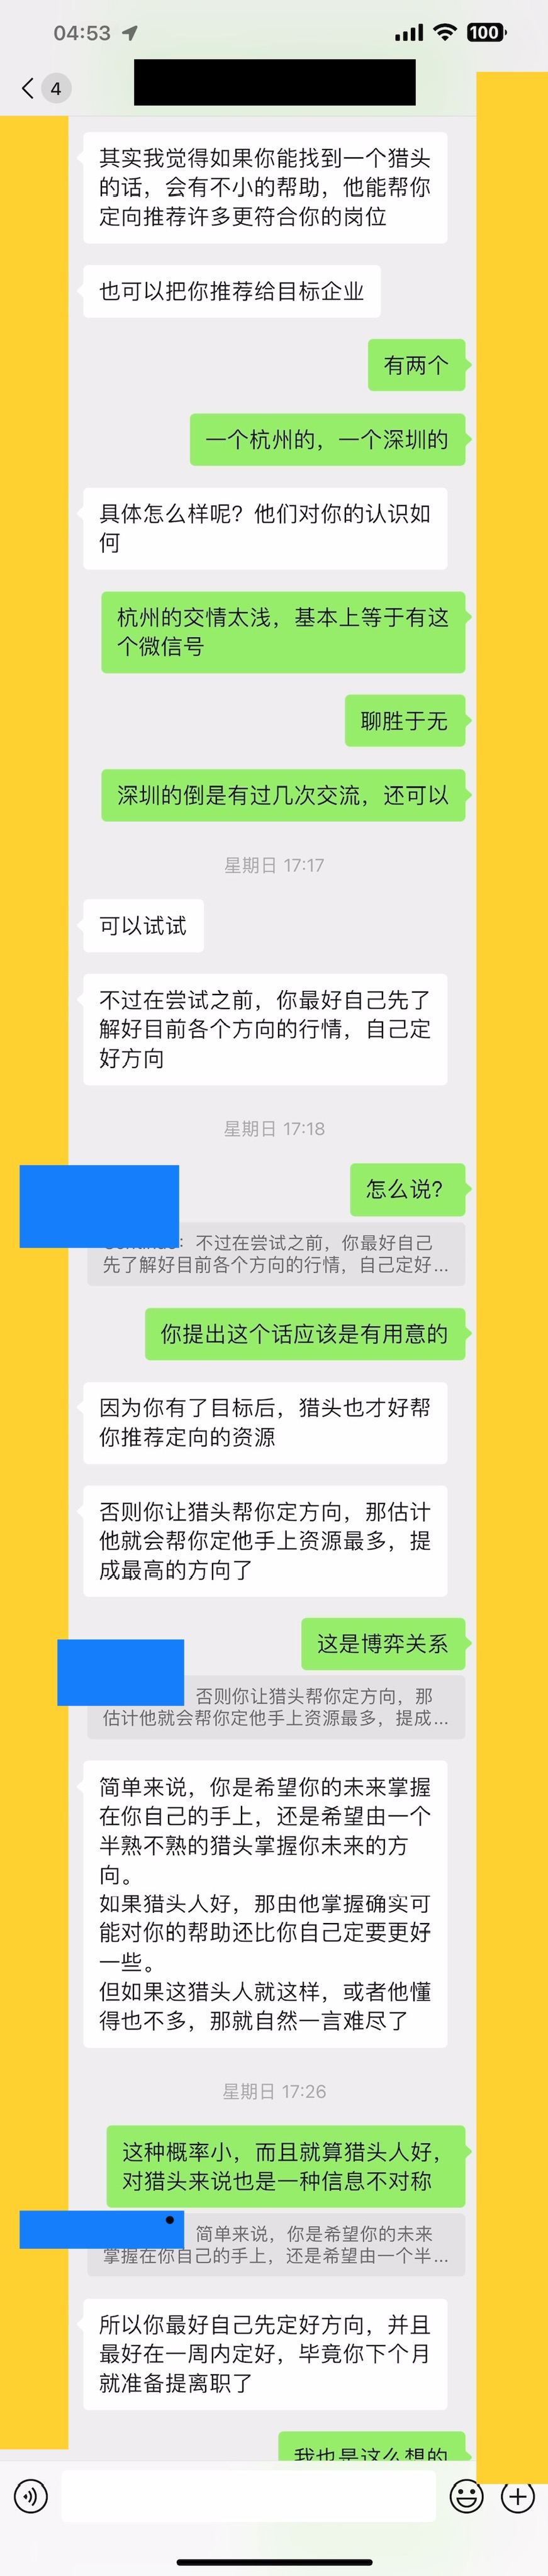 04:53
100
4
其实我觉得如果你能找到一个猎头
的话，会有不小的帮助，他能帮你
定向推荐许多更符合你的岗位
也可以把你推荐给目标企业
有两个
一个杭州的，一个深圳的
具体怎么样呢？他们对你的认识如
何
杭州的交情太浅，基本上等于有这
个微信号
聊胜于无
深圳的倒是有过几次交流，还可以
星期日 17:17
可以试试
不过在尝试之前，你最好自己先了
解好目前各个方向的行情，自己定
好方向
星期日 17:18
怎么说？
：不过在尝试之前，你最好自己
先了解好目前各个方向的行情，自己定好...
你提出这个话应该是有用意的
因为你有了目标后，猎头也才好帮
你推荐定向的资源
否则你让猎头帮你定方向，那估计
他就会帮你定他手上资源最多，提
成最高的方向了
这是博弈关系
否则你让猎头帮你定方向，那
估计他就会帮你定他手上资源最多，提成...
简单来说，你是希望你的未来掌握
在你自己的手上，还是希望由一个
半熟不熟的猎头掌握你未来的方
向。
如果猎头人好，那由他掌握确实可
能对你的帮助还比你自己定要更好
一些。
但如果这猎头人就这样，或者他懂
得也不多，那就自然一言难尽了
星期日 17:26
这种概率小，而且就算猎头人好，
对猎头来说也是一种信息不对称
简单来说，你是希望你的未来
掌握在你自己的手上，还是希望由一个半...
所以你最好自己先定好方向，并且
最好在一周内定好，毕竟你下个月
就准备提离职了
我也是这么想的